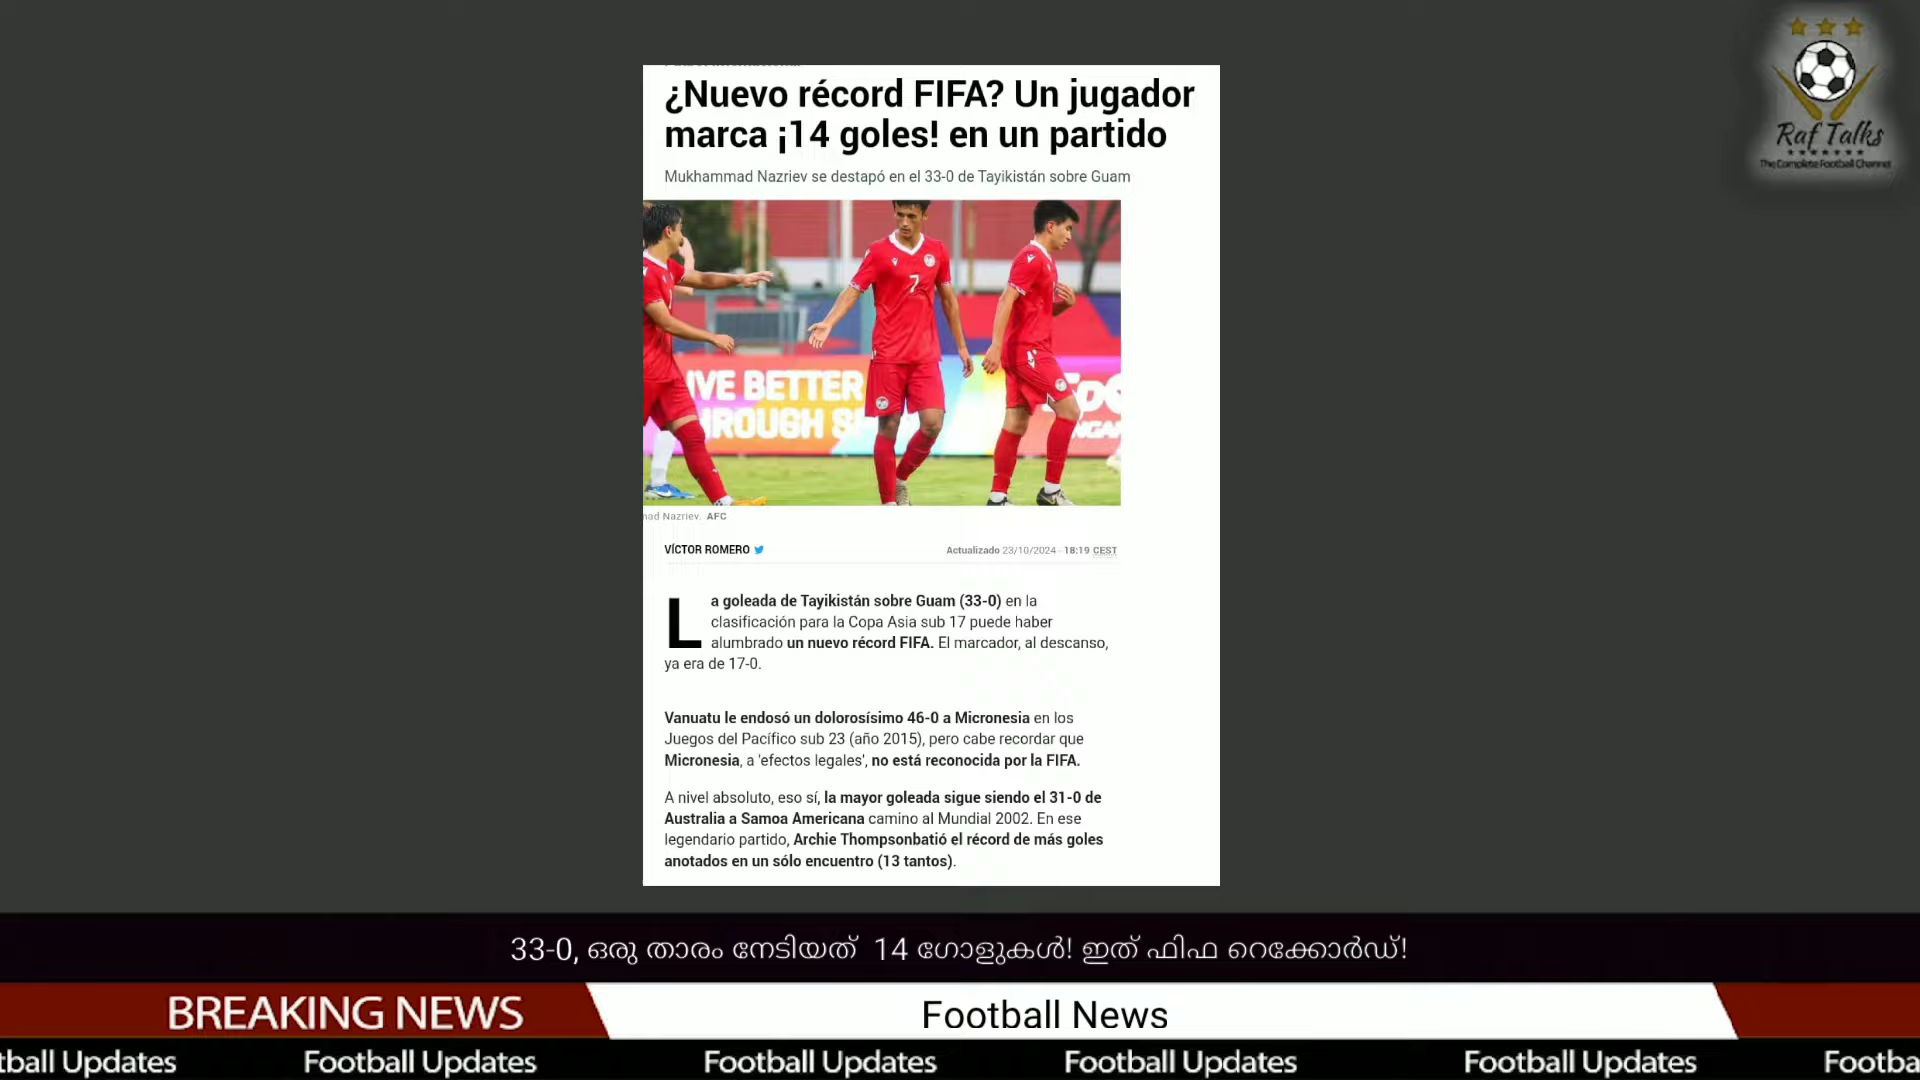 ¿Nuevo récord FIFA? Un jugador
marca ¡14 goles! en un partido
Mukhammad Nazriev se destapó en el 33-0 de Tayikistán sobre Guam
7
IVE BETTER
HROUGH S
mad Nazriev. AFC
VÍCTOR ROMERO
Actualizado 23/10/2024 - 18:19 CEST
La goleada de Tayikistán sobre Guam (33-0) en la
clasificación para la Copa Asia sub 17 puede haber
alumbrado un nuevo récord FIFA. El marcador, al descanso,
ya era de 17-0.
Vanuatu le endosó un dolorosísimo 46-0 a Micronesia en los
Juegos del Pacífico sub 23 (año 2015), pero cabe recordar que
Micronesia, a 'efectos legales', no está reconocida por la FIFA.
A nivel absoluto, eso sí, la mayor goleada sigue siendo el 31-0 de
Australia a Samoa Americana camino al Mundial 2002. En ese
legendario partido, Archie Thompsonbatió el récord de más goles
anotados en un sólo encuentro (13 tantos).
Raf Talks
The Complete Football Channel
33-0, ഒരു താരം നേടിയത് 14 ഗോളുകൾ! ഇത് ഫിഫ റെക്കോർഡ്!
BREAKING NEWS
Football News
tball Updates Football Updates Football Updates Football Updates Football Updates Footba